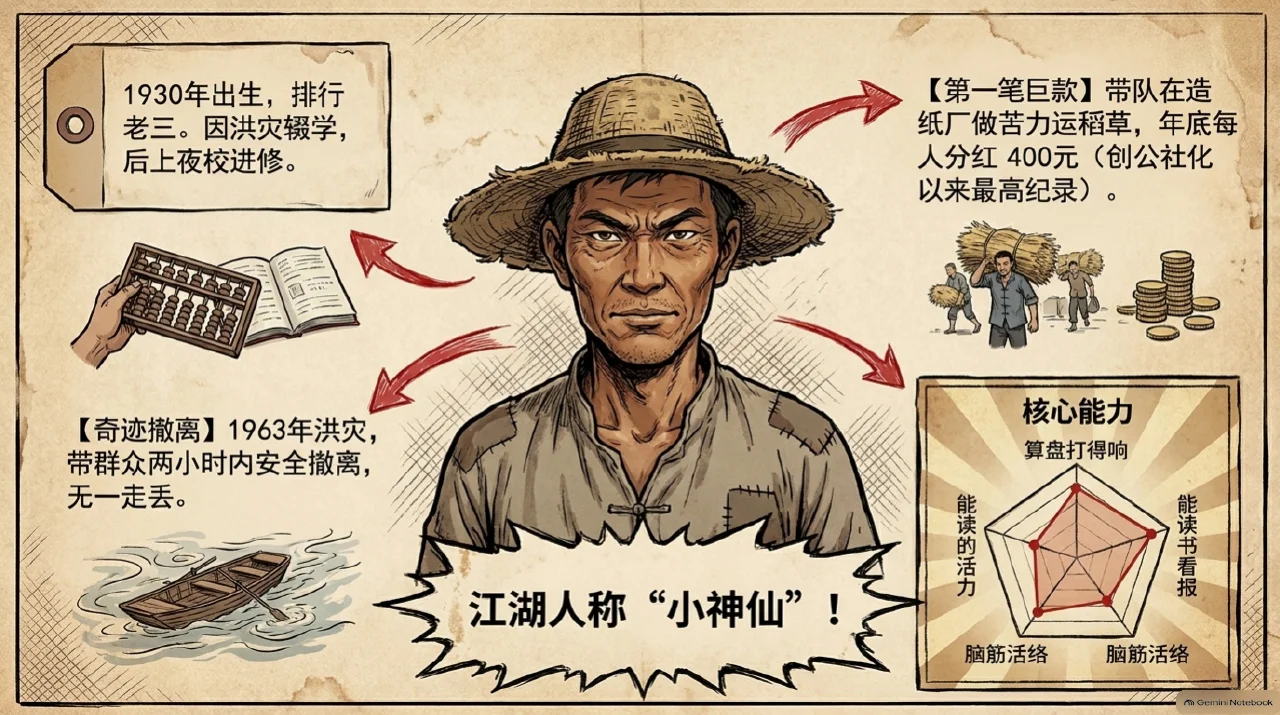 1930年出生，排行
老三。因洪灾辍学，
后上夜校进修。
【第一笔巨款】带队在造
纸厂做苦力运稻草，年底每
人分红 400元（创公社化
以来最高纪录）。
【奇迹撤离】1963年洪灾，
带群众两小时内安全撤离，
无一走丢。
江湖人称“小神仙”！
核心能力
算盘打得响
能读的活力
能读书看报
脑筋活络
脑筋活络
Gemini Notebook